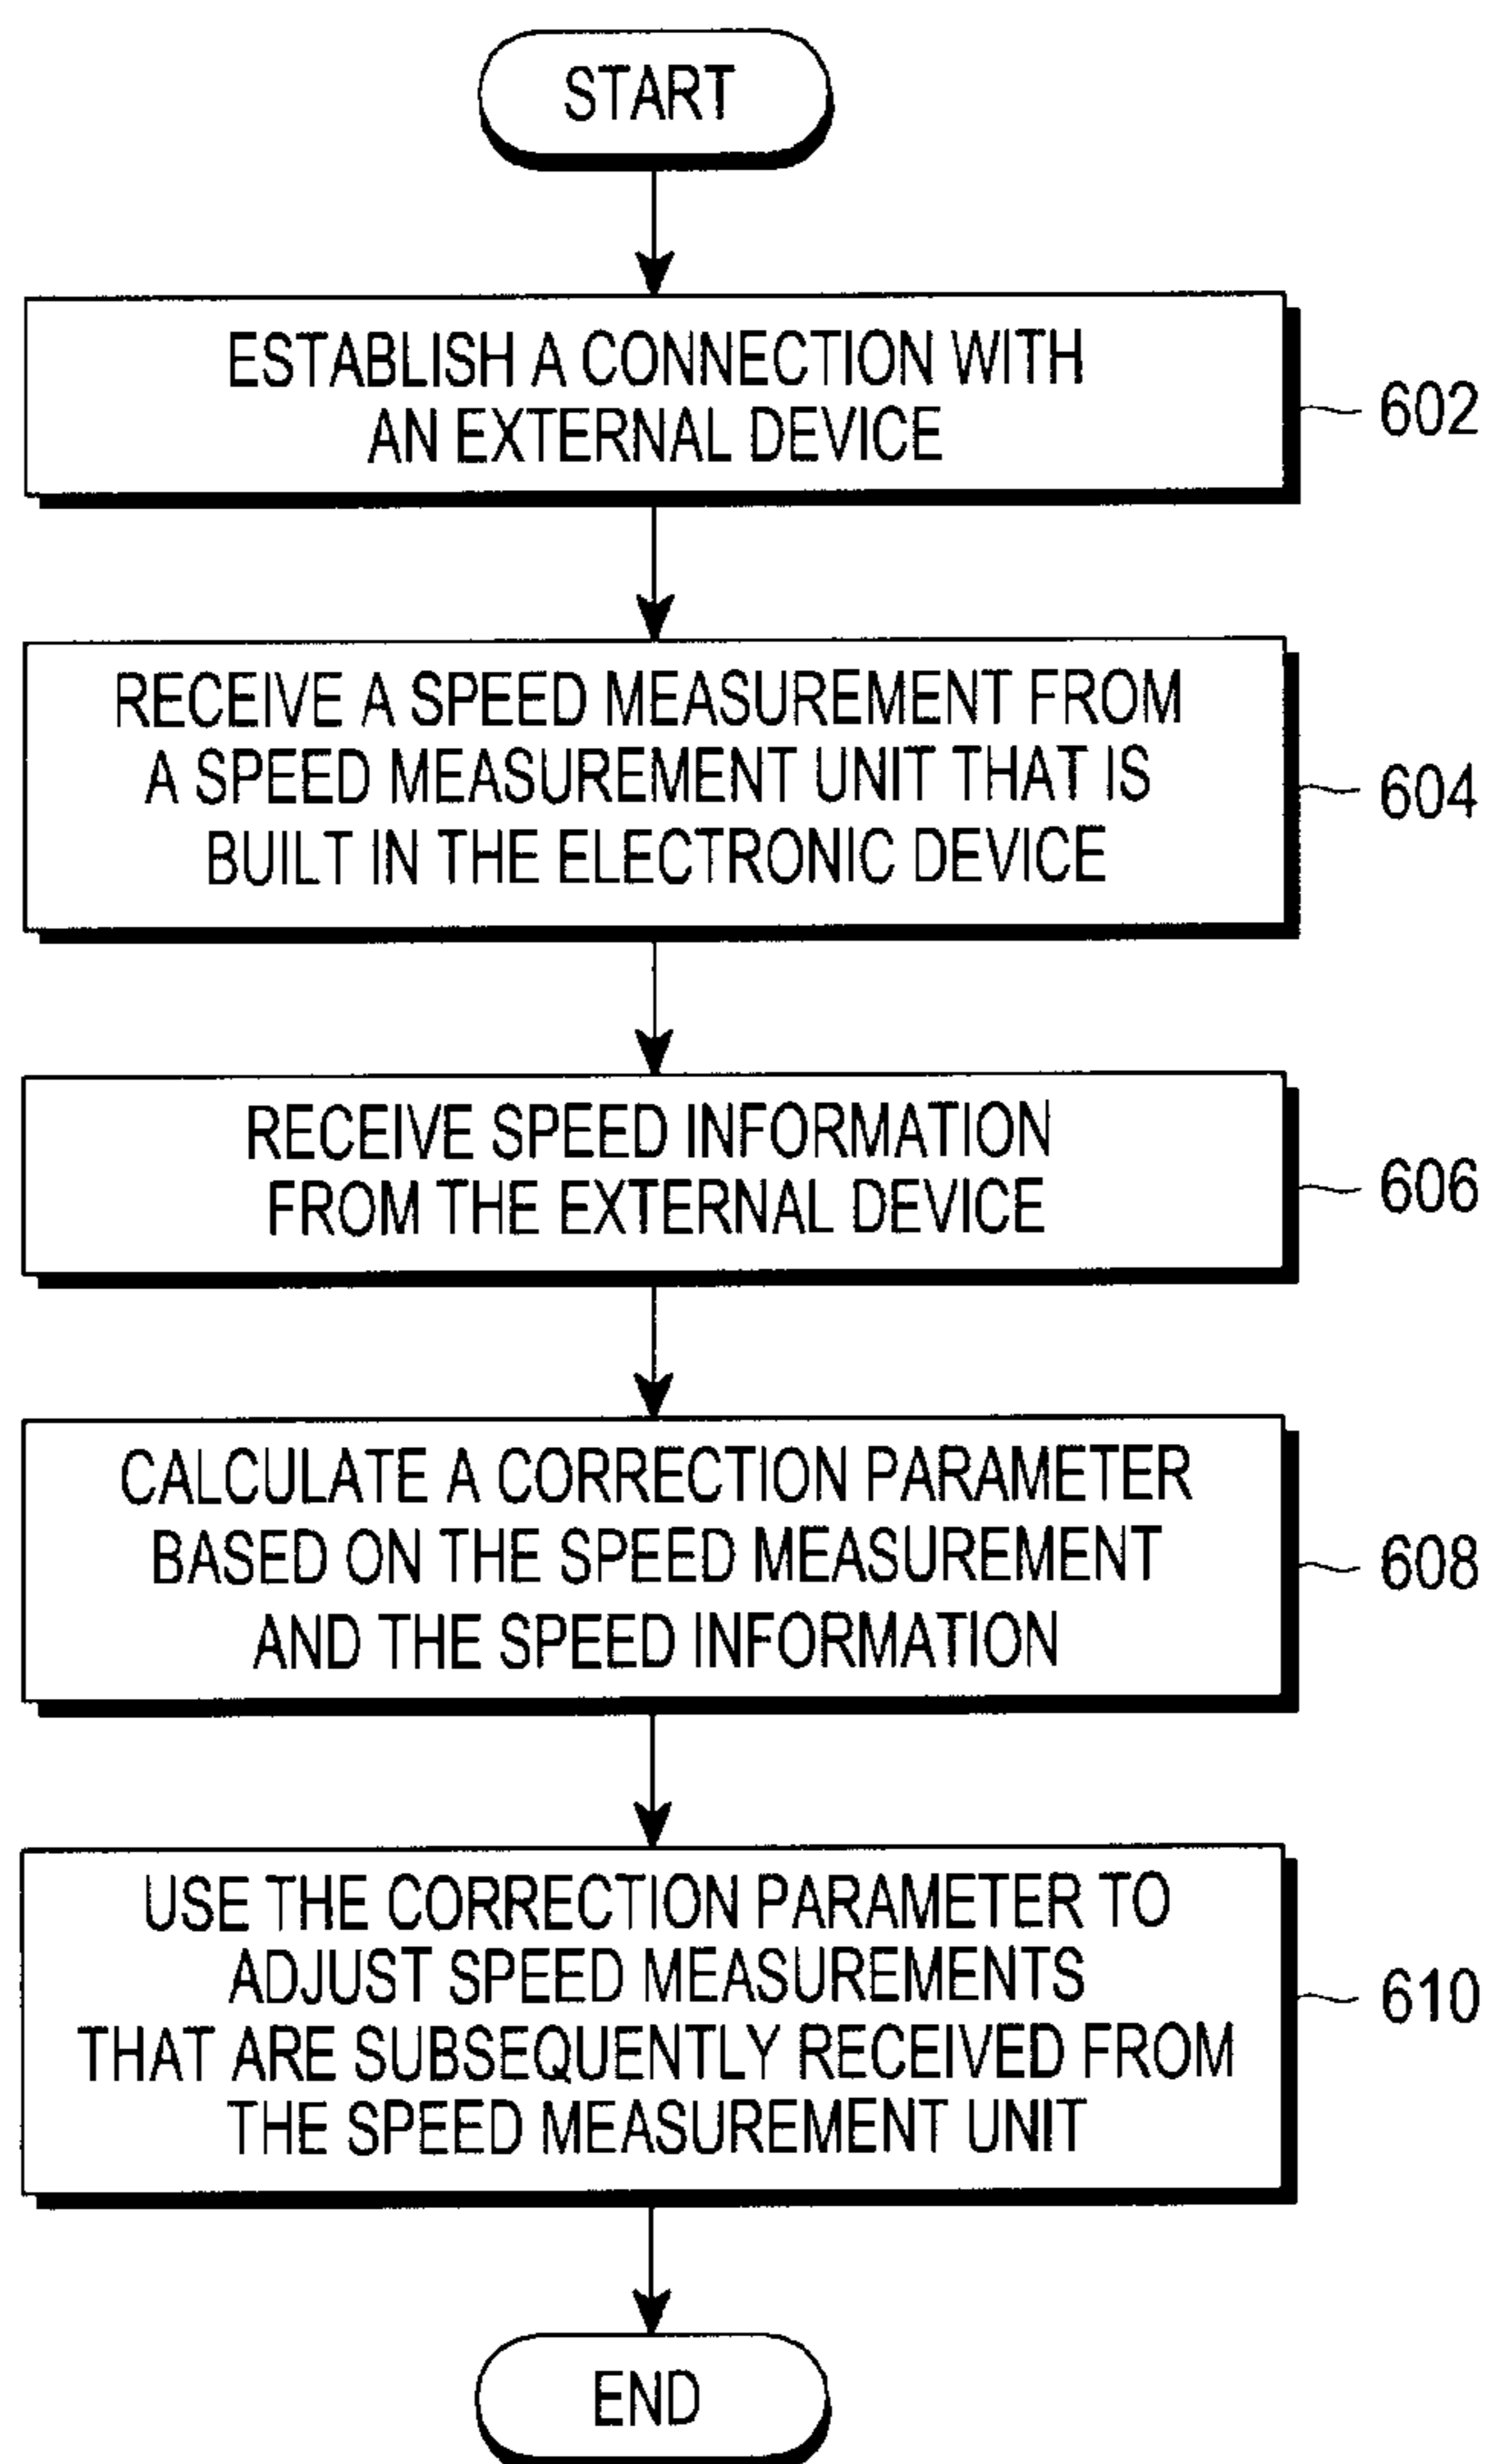 START
ESTABLISH A CONNECTION WITH
AN EXTERNAL DEVICE
602
RECEIVE A SPEED MEASUREMENT FROM
A SPEED MEASUREMENT UNIT THAT IS
BUILT IN THE ELECTRONIC DEVICE
604
RECEIVE SPEED INFORMATION
FROM THE EXTERNAL DEVICE
606
CALCULATE A CORRECTION PARAMETER
BASED ON THE SPEED MEASUREMENT
AND THE SPEED INFORMATION
608
USE THE CORRECTION PARAMETER TO
ADJUST SPEED MEASUREMENTS
THAT ARE SUBSEQUENTLY RECEIVED FROM
THE SPEED MEASUREMENT UNIT
610
END